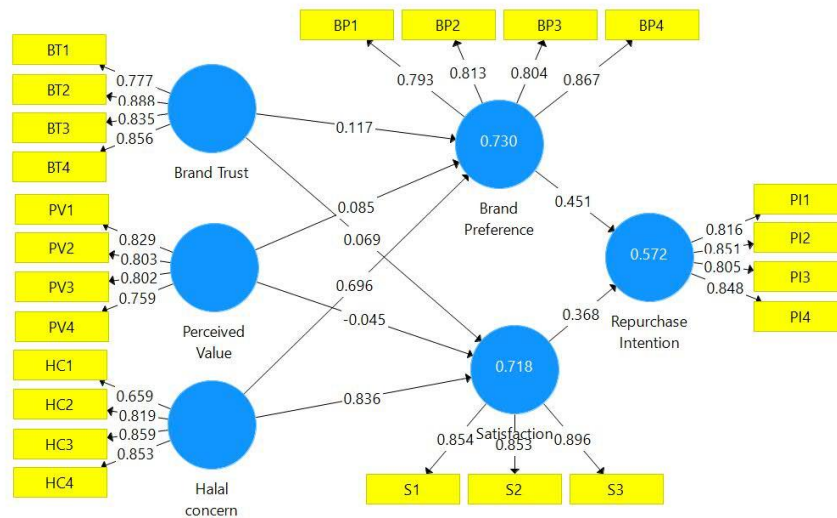 BP1
BP2
BP3
BP4
BT1
BT2
BT3
BT4
0.777
0.888
0.835
0.856
Brand Trust
0.793
0.813
0.804
0.867
0.730
Brand
Preference
0.117
0.085
0.069
0.696
-0.045
0.836
PV1
PV2
PV3
PV4
0.829
0.803
0.802
0.759
Perceived
Value
HC1
HC2
HC3
HC4
0.659
0.819
0.859
0.853
Halal
concern
0.451
0.368
0.572
Repurchase
Intention
0.816
0.851
0.805
0.848
PI1
PI2
PI3
PI4
0.718
Satisfaction
0.854
0.853
0.896
S1
S2
S3